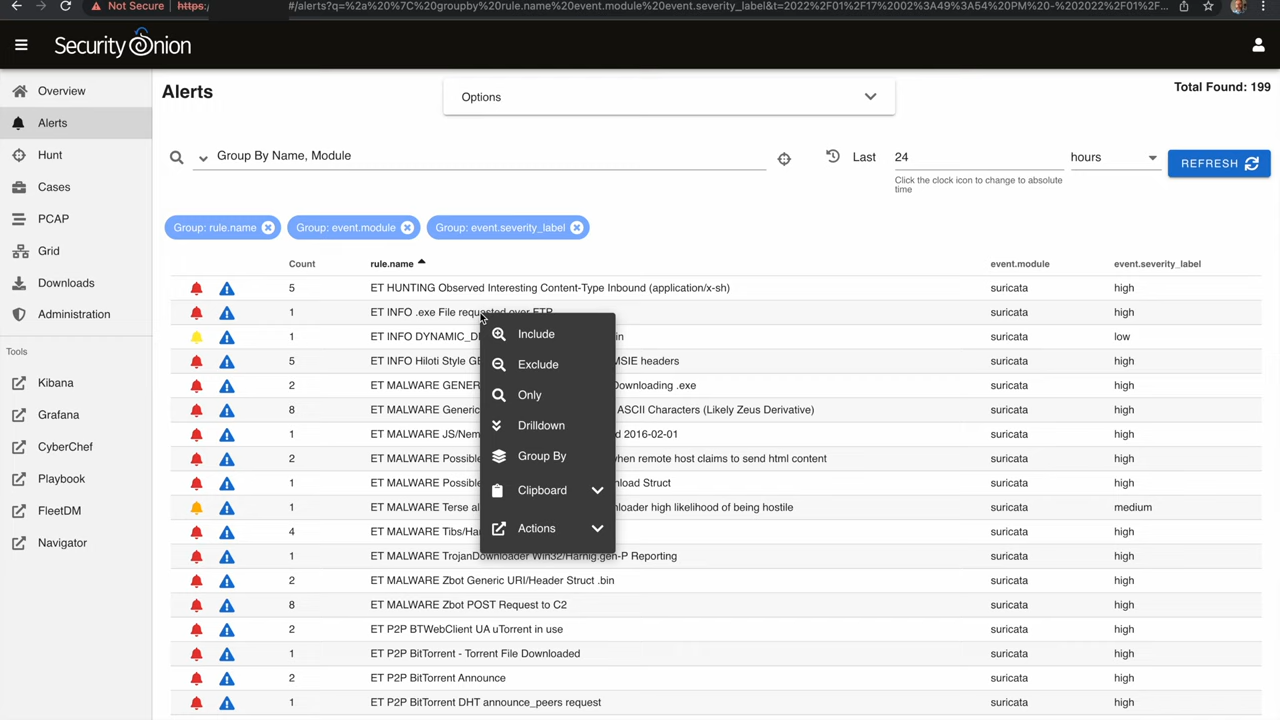 Not Secure https: #/alerts?q=%2a%20%7C%20groupby%20rule.name%20event.module%20event.severity_label&t=2022%2F01%2F17%2002%3A49%3A54%20PM%20-%202022%2F01%2F...
Security Onion
Overview
Alerts
Hunt
Cases
PCAP
Grid
Downloads
Administration
Tools
Kibana
Grafana
CyberChef
Playbook
FleetDM
Navigator
Alerts
Options
Total Found: 199
Group By Name, Module
Last 24 hours
REFRESH
Click the clock icon to change to absolute
time
Group: rule.name Group: event.module Group: event.severity_label
Count rule.name event.module event.severity_label
5 ET HUNTING Observed Interesting Content-Type Inbound (application/x-sh) suricata high
1 ET INFO .exe File requested over FTP suricata high
1 ET INFO DYNAMIC_D in suricata low
5 ET INFO Hiloti Style GE MSIE headers suricata high
2 ET MALWARE GENER Downloading .exe suricata high
8 ET MALWARE Generic ASCII Characters (Likely Zeus Derivative) suricata high
1 ET MALWARE JS/Nem d 2016-02-01 suricata high
2 ET MALWARE Possible when remote host claims to send html content suricata high
1 ET MALWARE Possible nload Struct suricata high
1 ET MALWARE Terse al nloader high likelihood of being hostile suricata medium
4 ET MALWARE Tibs/Har suricata high
1 ET MALWARE TrojanDownloader Win32/Harnig.gen-P Reporting suricata high
2 ET MALWARE Zbot Generic URI/Header Struct .bin suricata high
8 ET MALWARE Zbot POST Request to C2 suricata high
2 ET P2P BTWebClient UA uTorrent in use suricata high
1 ET P2P BitTorrent - Torrent File Downloaded suricata high
2 ET P2P BitTorrent Announce suricata high
1 ET P2P BitTorrent DHT announce_peers request suricata high
Include
Exclude
Only
Drilldown
Group By
Clipboard
Actions